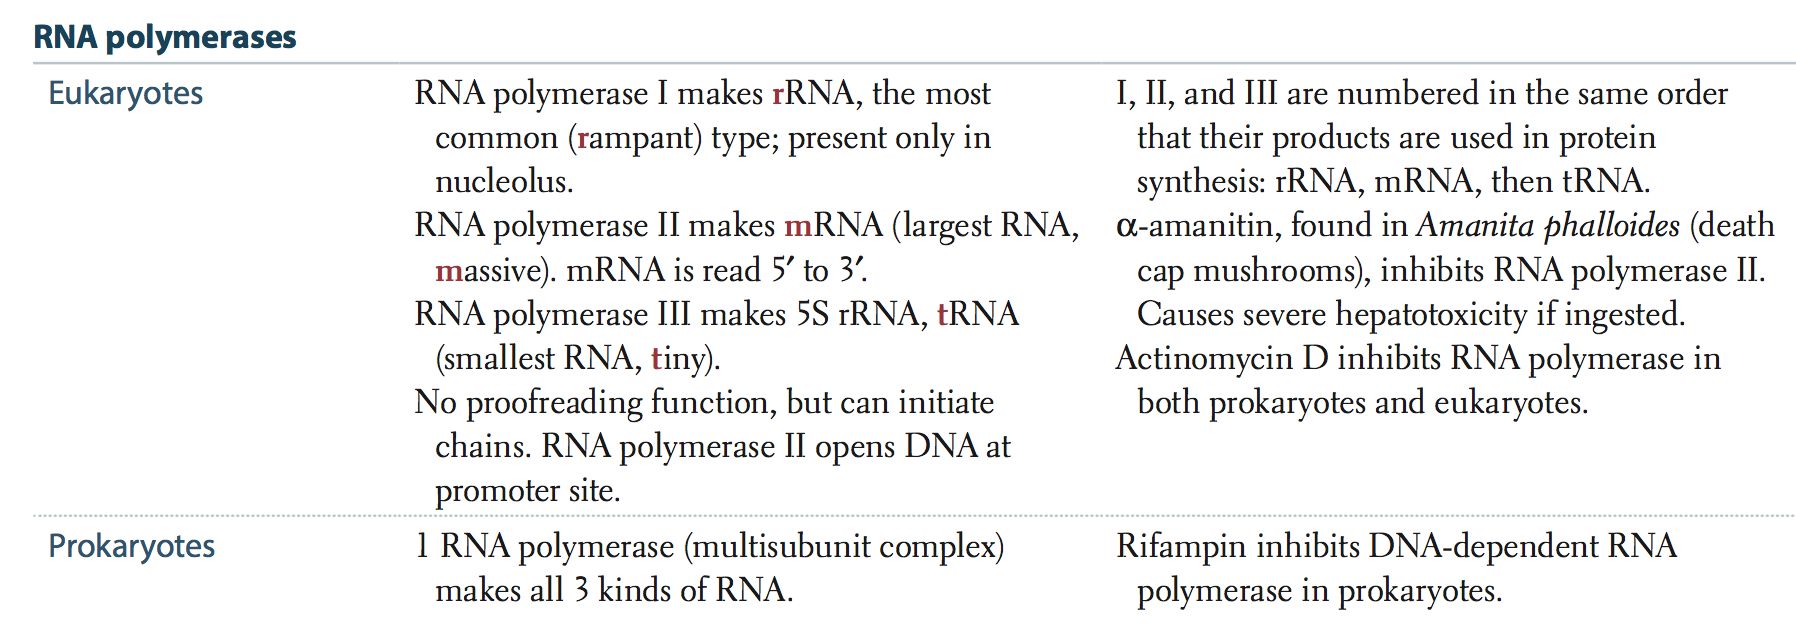 RNA polymerases
Eukaryotes
RNA polymerase I makes rRNA, the most
common (rampant) type; present only in
nucleolus.
RNA polymerase II makes mRNA (largest RNA,
massive). mRNA is read 5′ to 3′.
RNA polymerase III makes 5S rRNA, tRNA
(smallest RNA, tiny).
No proofreading function, but can initiate
chains. RNA polymerase II opens DNA at
promoter site.
I, II, and III are numbered in the same order
that their products are used in protein
synthesis: rRNA, mRNA, then tRNA.
α-amanitin, found in Amanita phalloides (death
cap mushrooms), inhibits RNA polymerase II.
Causes severe hepatotoxicity if ingested.
Actinomycin D inhibits RNA polymerase in
both prokaryotes and eukaryotes.
Prokaryotes
1 RNA polymerase (multisubunit complex)
makes all 3 kinds of RNA.
Rifampin inhibits DNA-dependent RNA
polymerase in prokaryotes.